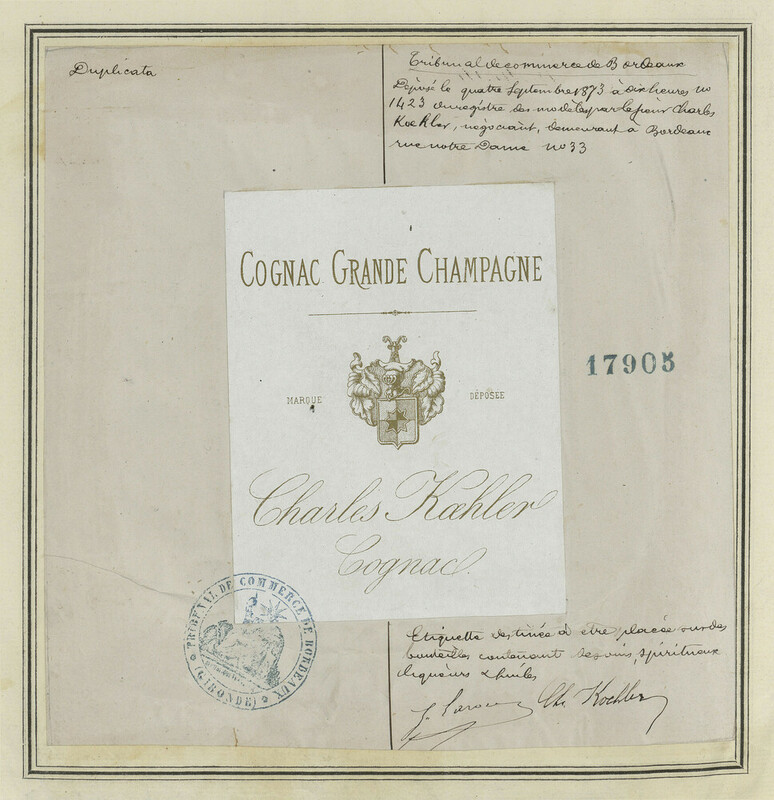 Duplicata
Tribunal de commerce de Bordeaux
Déposé le quatre Septembre 1873 à dix heures no
1423 du registre des modèles par le sieur Charles
Koehler, négociant, demeurant à Bordeaux
rue notre Dame no 33
COGNAC GRANDE CHAMPAGNE
17905
MARQUE DÉPOSÉE
Charles Kœhler
Cognac
TRIBUNAL DE COMMERCE DE BORDEAUX
(GIRONDE)
Etiquette destinée à être placée sur des
bouteilles contenant des vins, spiritueux
liqueurs & huiles
Ch. Koehler